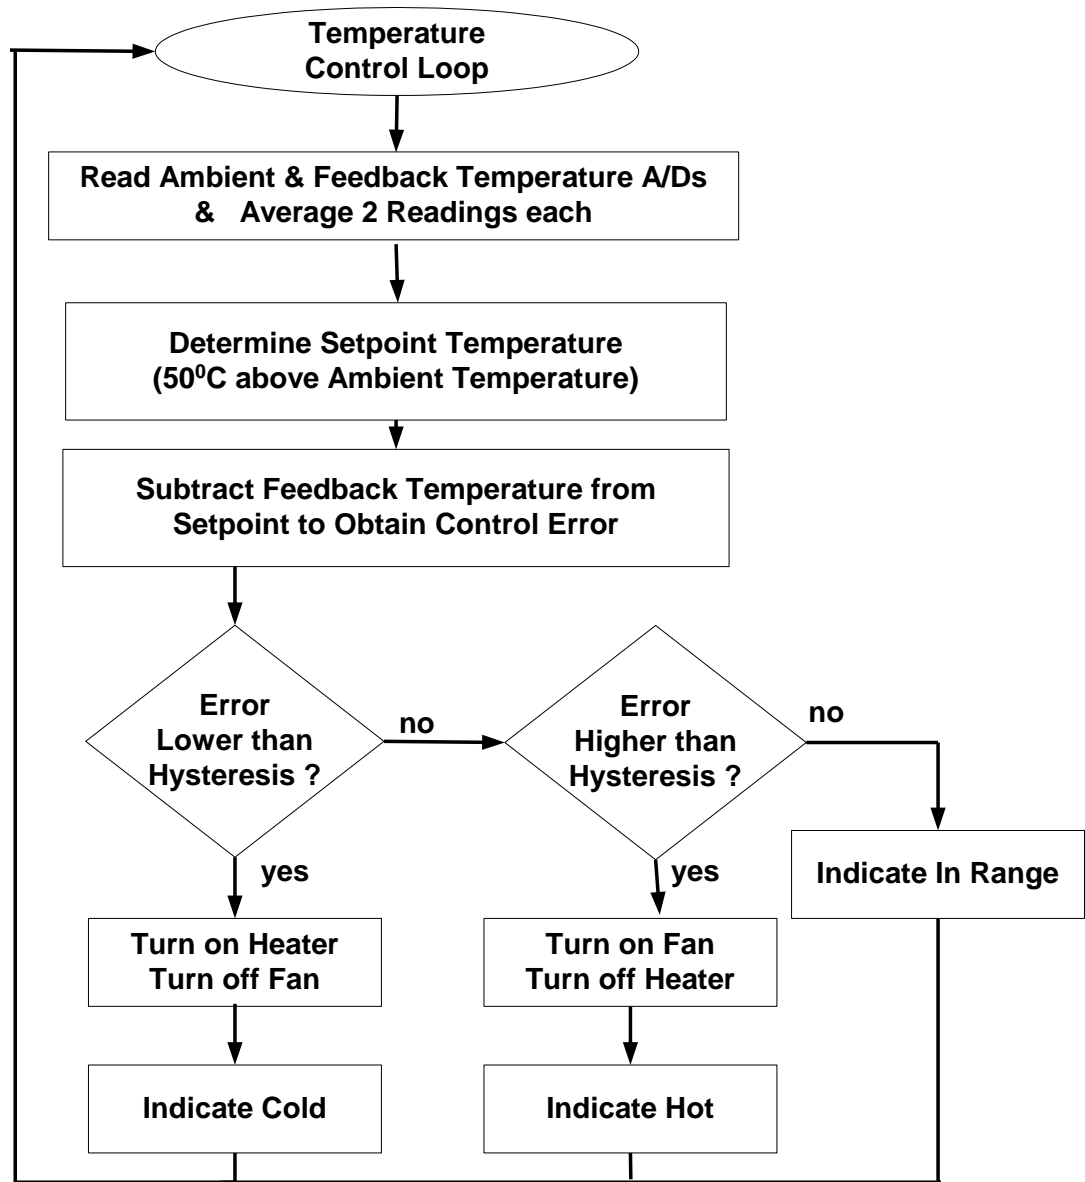 Temperature
Control Loop
Read Ambient & Feedback Temperature A/Ds
& Average 2 Readings each
Determine Setpoint Temperature
(50⁰C above Ambient Temperature)
Subtract Feedback Temperature from
Setpoint to Obtain Control Error
Error
Lower than
Hysteresis ?
no
Error
Higher than
Hysteresis ?
no
yes
yes
Indicate In Range
Turn on Heater
Turn off Fan
Turn on Fan
Turn off Heater
Indicate Cold
Indicate Hot